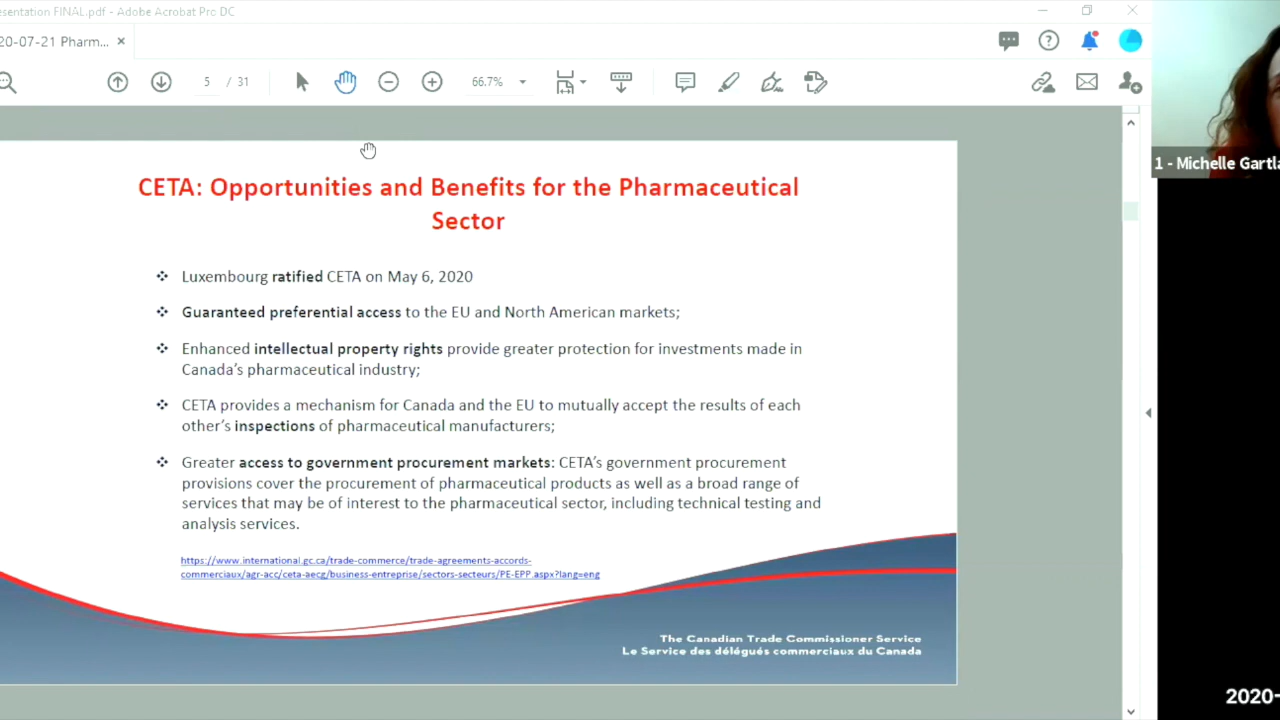 esentation FINAL.pdf - Adobe Acrobat Pro DC
20-07-21 Pharm...
5 / 31
66.7%
1 - Michelle Gartla
CETA: Opportunities and Benefits for the Pharmaceutical
Sector
❖ Luxembourg ratified CETA on May 6, 2020
❖ Guaranteed preferential access to the EU and North American markets;
❖ Enhanced intellectual property rights provide greater protection for investments made in
Canada's pharmaceutical industry;
❖ CETA provides a mechanism for Canada and the EU to mutually accept the results of each
other's inspections of pharmaceutical manufacturers;
❖ Greater access to government procurement markets: CETA's government procurement
provisions cover the procurement of pharmaceutical products as well as a broad range of
services that may be of interest to the pharmaceutical sector, including technical testing and
analysis services.
https://www.international.gc.ca/trade-commerce/trade-agreements-accords-
commerciaux/agr-acc/ceta-aecg/business-entreprise/sectors-secteurs/PE-EPP.aspx?lang=eng
The Canadian Trade Commissioner Service
Le Service des délégués commerciaux du Canada
2020-